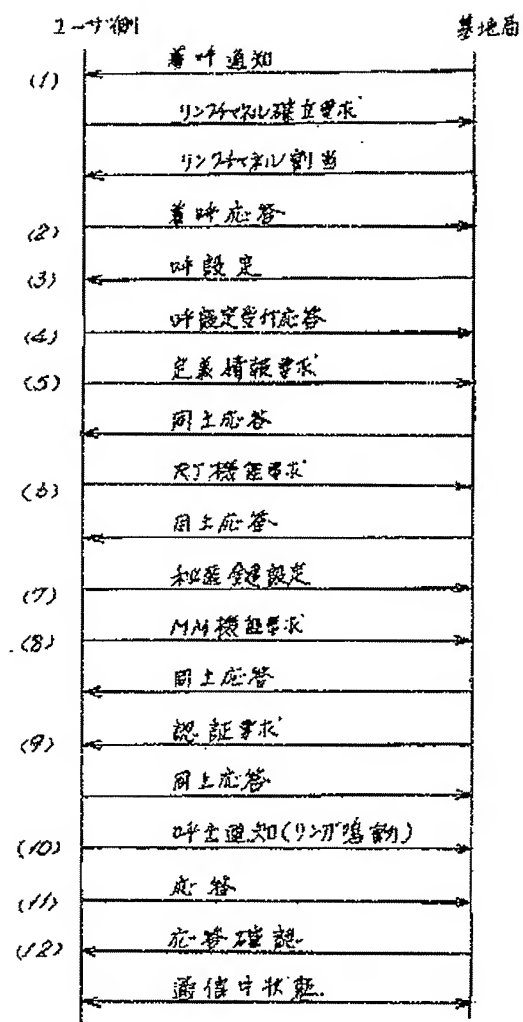 ユーザ側 基地局
(1) 着呼通知
リンクチャネル確立要求
リンクチャネル割当
(2) 着呼応答
(3) 呼設定
(4) 呼設定受付応答
(5) 定義情報要求
同上応答
(6) RT機能要求
同上応答
(7) 秘匿鍵設定
(8) MM機能要求
同上応答
(9) 認証要求
同上応答
(10) 呼出通知(リンガ鳴動)
(11) 応答
(12) 応答確認
通信中状態